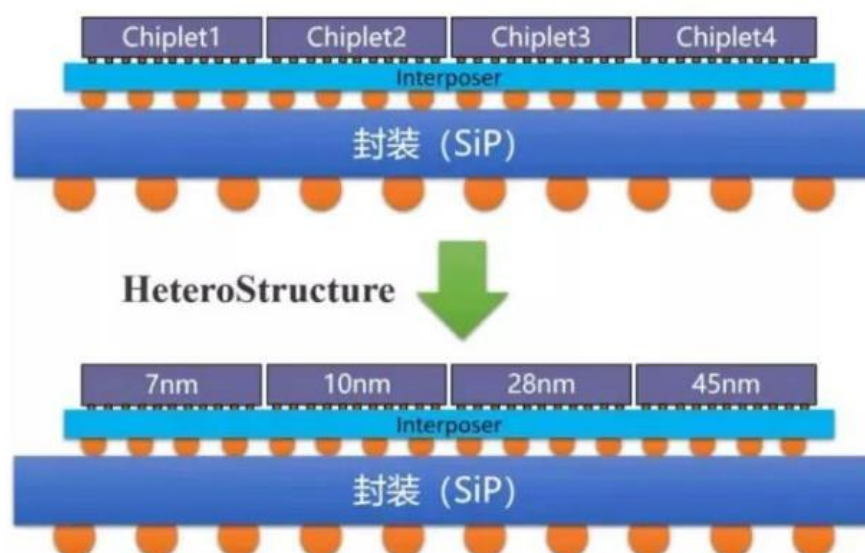 Chiplet1 Chiplet2 Chiplet3 Chiplet4
Interposer
封装（SiP）
HeteroStructure
7nm 10nm 28nm 45nm
Interposer
封装（SiP）